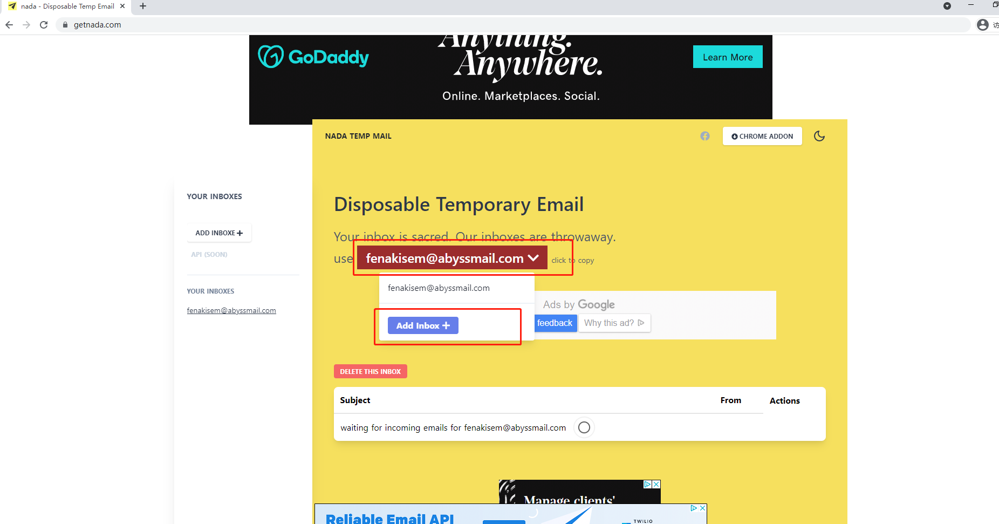 nada - Disposable Temp Email
getnada.com
访
GoDaddy
Anything.
Anywhere.
Online. Marketplaces. Social.
Learn More
NADA TEMP MAIL
CHROME ADDON
YOUR INBOXES
ADD INBOXE
API (SOON)
YOUR INBOXES
fenakisem@abyssmail.com
Disposable Temporary Email
Your inbox is sacred. Our inboxes are throwaway.
use fenakisem@abyssmail.com click to copy
fenakisem@abyssmail.com
Add Inbox
Ads by Google
feedback
Why this ad?
DELETE THIS INBOX
Subject From Actions
waiting for incoming emails for fenakisem@abyssmail.com
Manage clients'
Reliable Email API
TWILIO